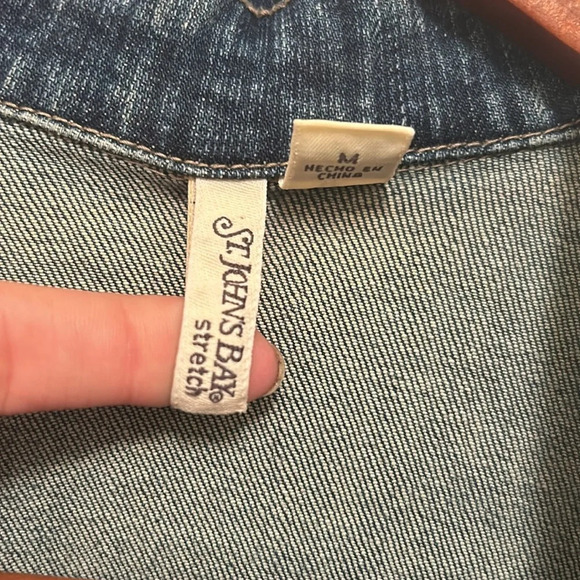 M
HECHO EN
CHINA
ST. JOHN'S BAY®
stretch